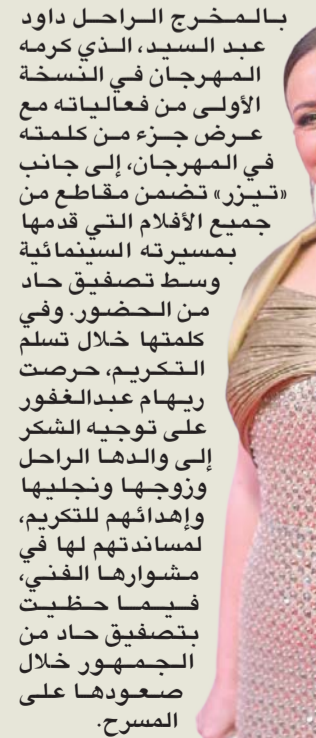 بالمخرج الراحل داود
عبد السيد، الذي كرمه
المهرجان في النسخة
الأولى من فعالياته مع
عرض جزء من كلمته
في المهرجان، إلى جانب
«تيزر» تضمن مقاطع من
جميع الأفلام التي قدمها
بمسيرته السينمائية
وسط تصفيق حاد
من الحضور. وفي
كلمتها خلال تسلم
التكريم، حرصت
ريهام عبدالغفور
على توجيه الشكر
إلى والدها الراحل
وزوجها ونجليها
وإهدائهم للتكريم،
لمساندتهم لها في
مشوارها الفني،
فيما حظيت
بتصفيق حاد من
الجمهور خلال
صعودها على
المسرح.